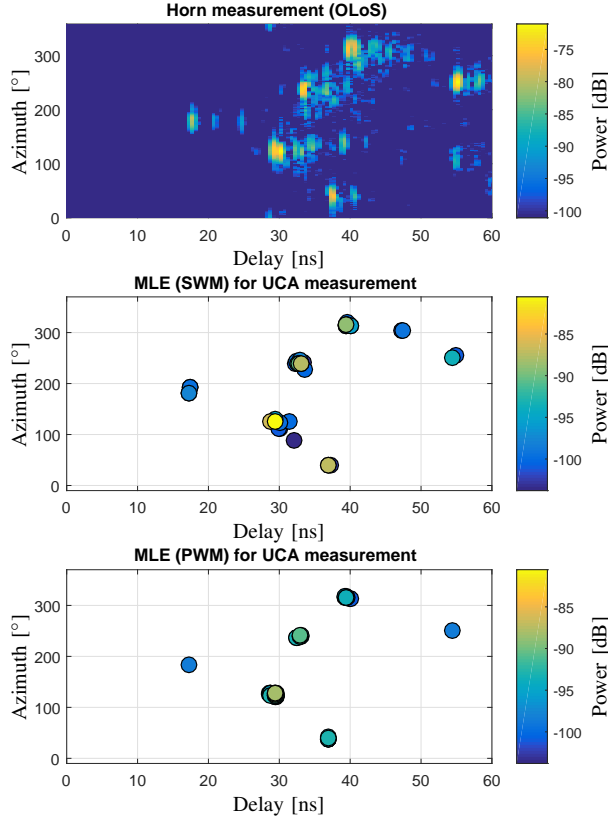 Horn measurement (OLoS)
Azimuth [°]
300
200
100
0
0 10 20 30 40 50 60
Delay [ns]
Power [dB]
-75
-80
-85
-90
-95
-100
MLE (SWM) for UCA measurement
Azimuth [°]
300
200
100
0
0 10 20 30 40 50 60
Delay [ns]
Power [dB]
-85
-90
-95
-100
MLE (PWM) for UCA measurement
Azimuth [°]
300
200
100
0
0 10 20 30 40 50 60
Delay [ns]
Power [dB]
-85
-90
-95
-100